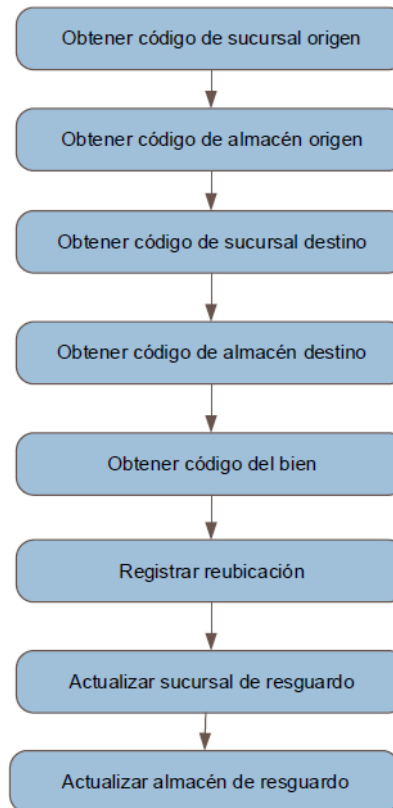 Obtener código de sucursal origen
Obtener código de almacén origen
Obtener código de sucursal destino
Obtener código de almacén destino
Obtener código del bien
Registrar reubicación
Actualizar sucursal de resguardo
Actualizar almacén de resguardo